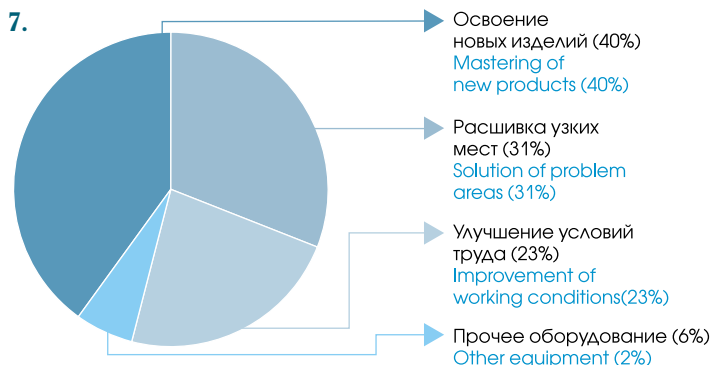 7.
Освоение
новых изделий (40%)
Mastering of
new products (40%)
Расшивка узких
мест (31%)
Solution of problem
areas (31%)
Улучшение условий
труда (23%)
Improvement of
working conditions(23%)
Прочее оборудование (6%)
Other equipment (2%)